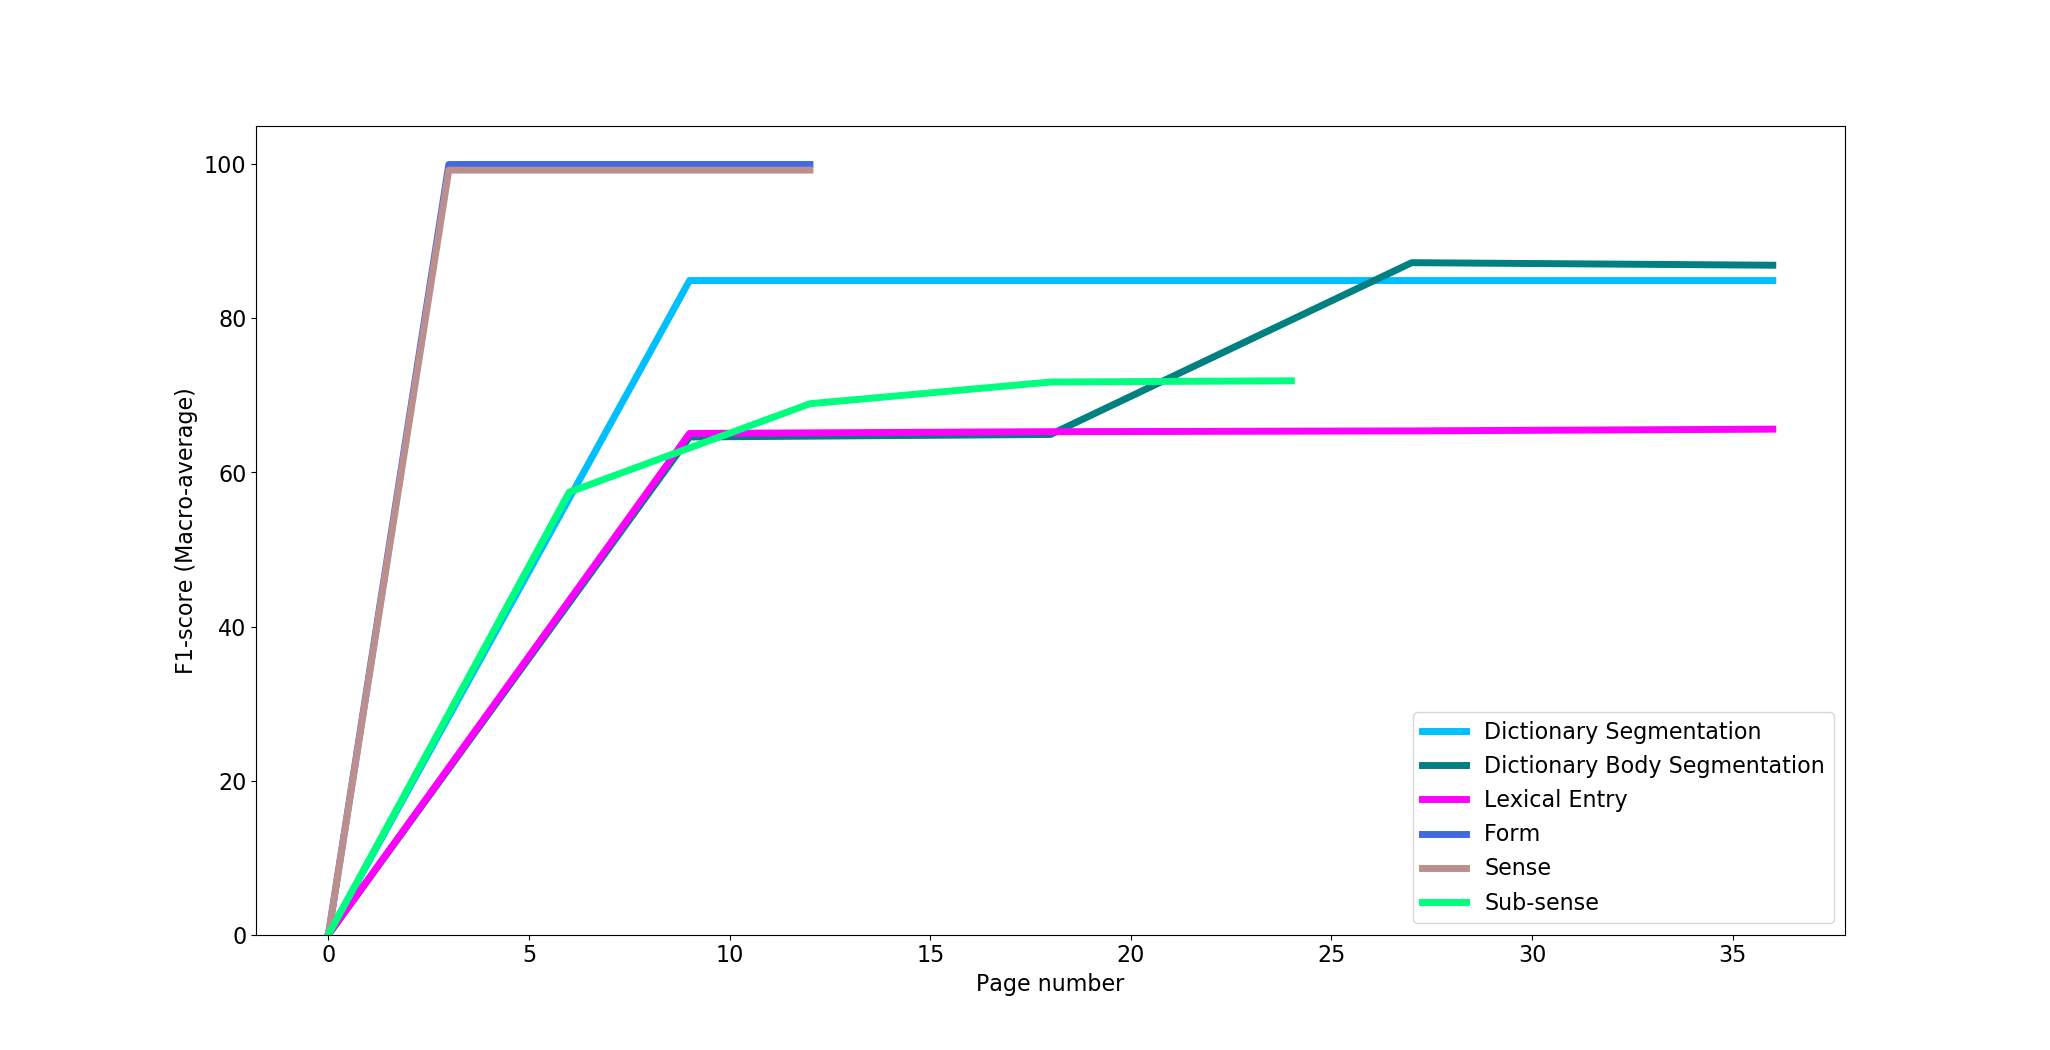 100
80
60
40
20
0
F1-score (Macro-average)
0 5 10 15 20 25 30 35
Page number
Dictionary Segmentation
Dictionary Body Segmentation
Lexical Entry
Form
Sense
Sub-sense